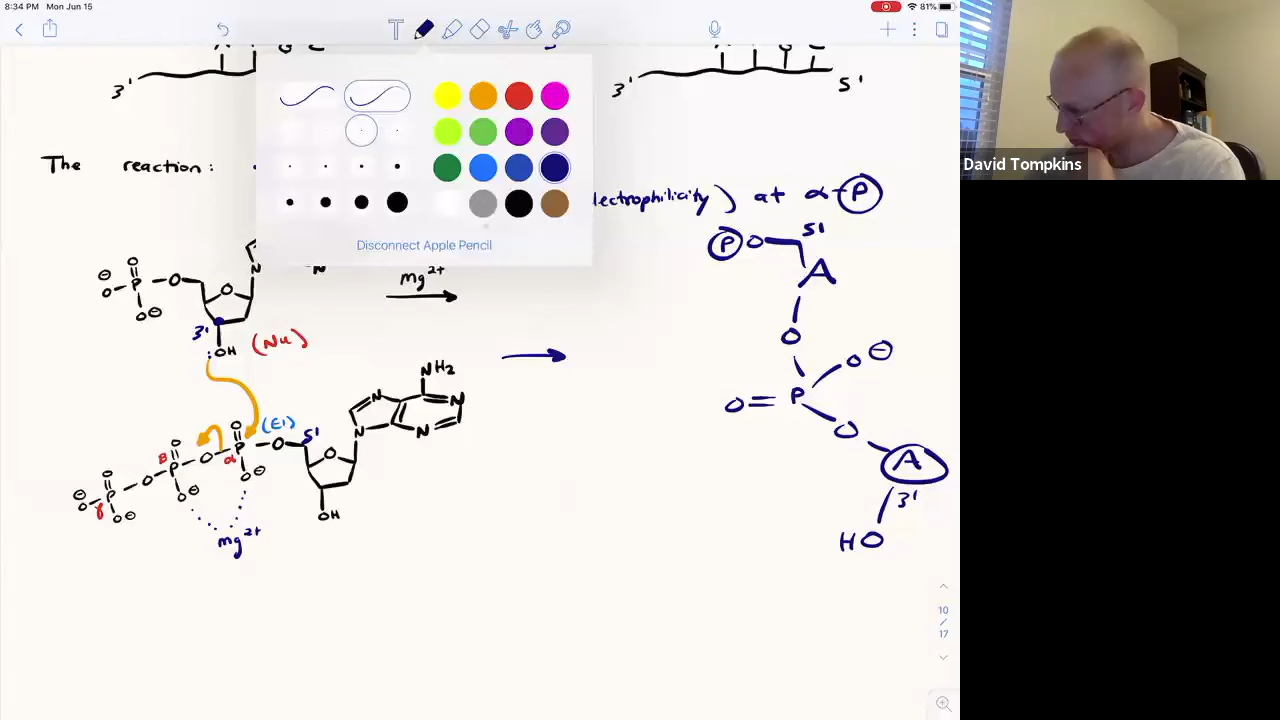 8:34 PM Mon Jun 15
81%
T
3'
3'
5'
The reaction:
Disconnect Apple Pencil
lectrophilicity) at α-P
5'
P O
A
Mg2+
⊖
O
O P O
O
O⊖
N
N
O
3'
OH
(Nu)
O
O ⊖
O = P
O
A
3'
HO
NH2
N
N
N
N
(El)
5'
O
O
O
β
P O P O
α
O
O
⊖ O P O
γ
O⊖
O⊖
O⊖
OH
mg2+
David Tompkins
10
/
17